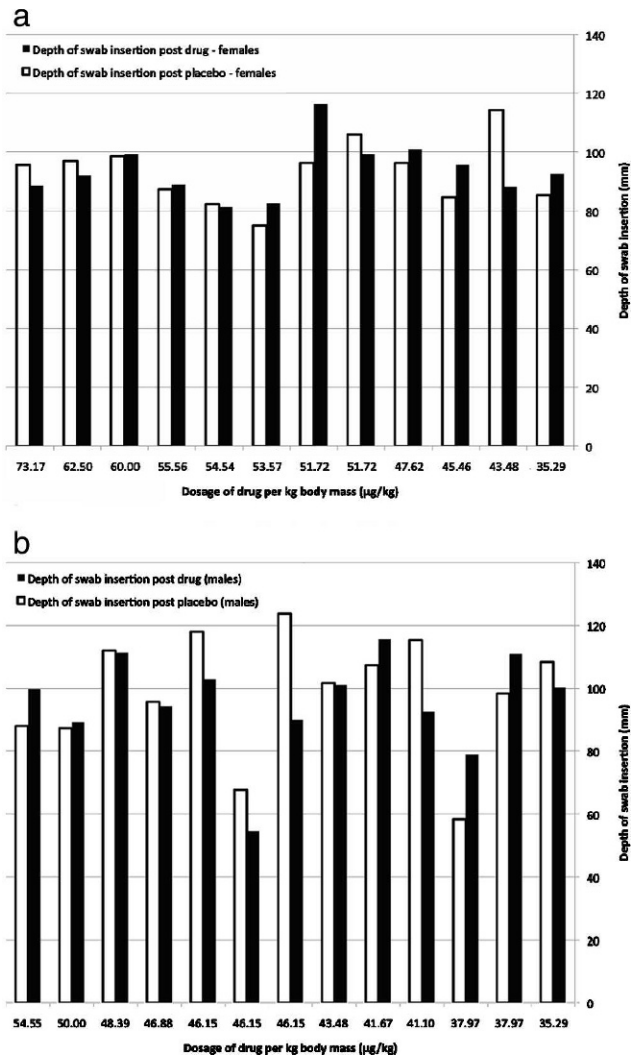 a
Depth of swab insertion post drug - females
Depth of swab insertion post placebo - females
140
120
100
80
60
40
20
0
Depth of swab insertion (mm)
73.17 62.50 60.00 55.56 54.54 53.57 51.72 51.72 47.62 45.46 43.48 35.29
Dosage of drug per kg body mass (µg/kg)
b
Depth of swab insertion post drug (males)
Depth of swab insertion post placebo (males)
140
120
100
80
60
40
20
0
Depth of swab insertion (mm)
54.55 50.00 48.39 46.88 46.15 46.15 46.15 43.48 41.67 41.10 37.97 37.97 35.29
Dosage of drug per kg body mass (µg/kg)